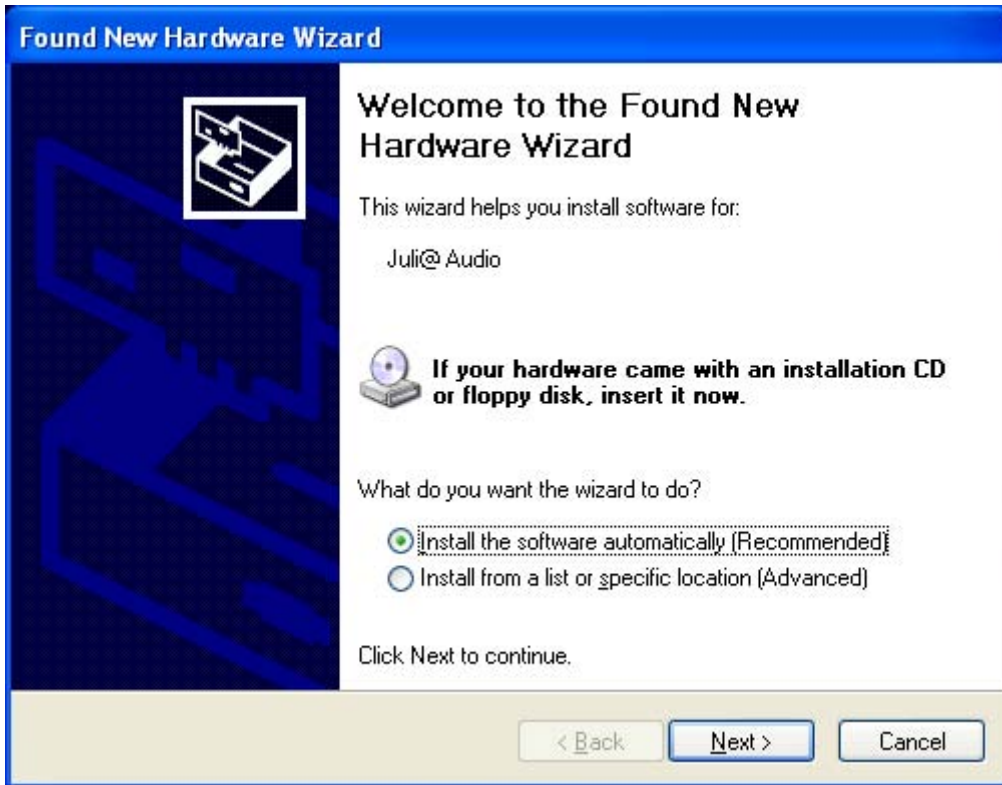 Found New Hardware Wizard
Welcome to the Found New
Hardware Wizard
This wizard helps you install software for:
Juli@ Audio
If your hardware came with an installation CD
or floppy disk, insert it now.
What do you want the wizard to do?
Install the software automatically (Recommended)
Install from a list or specific location (Advanced)
Click Next to continue.
< Back Next > Cancel